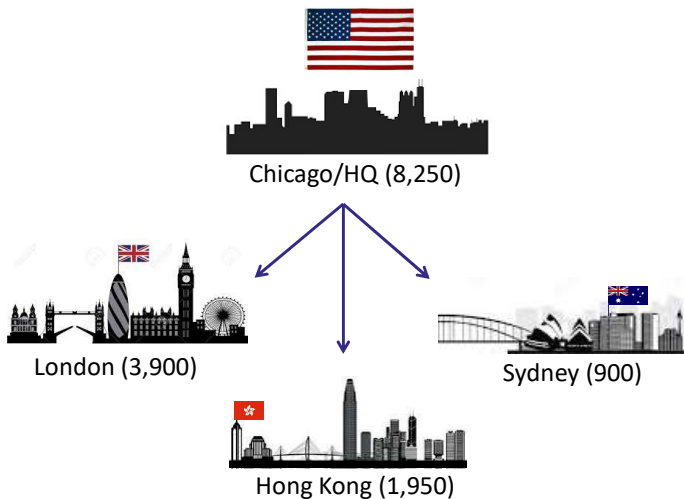 Chicago/HQ (8,250)
London (3,900)
Sydney (900)
Hong Kong (1,950)